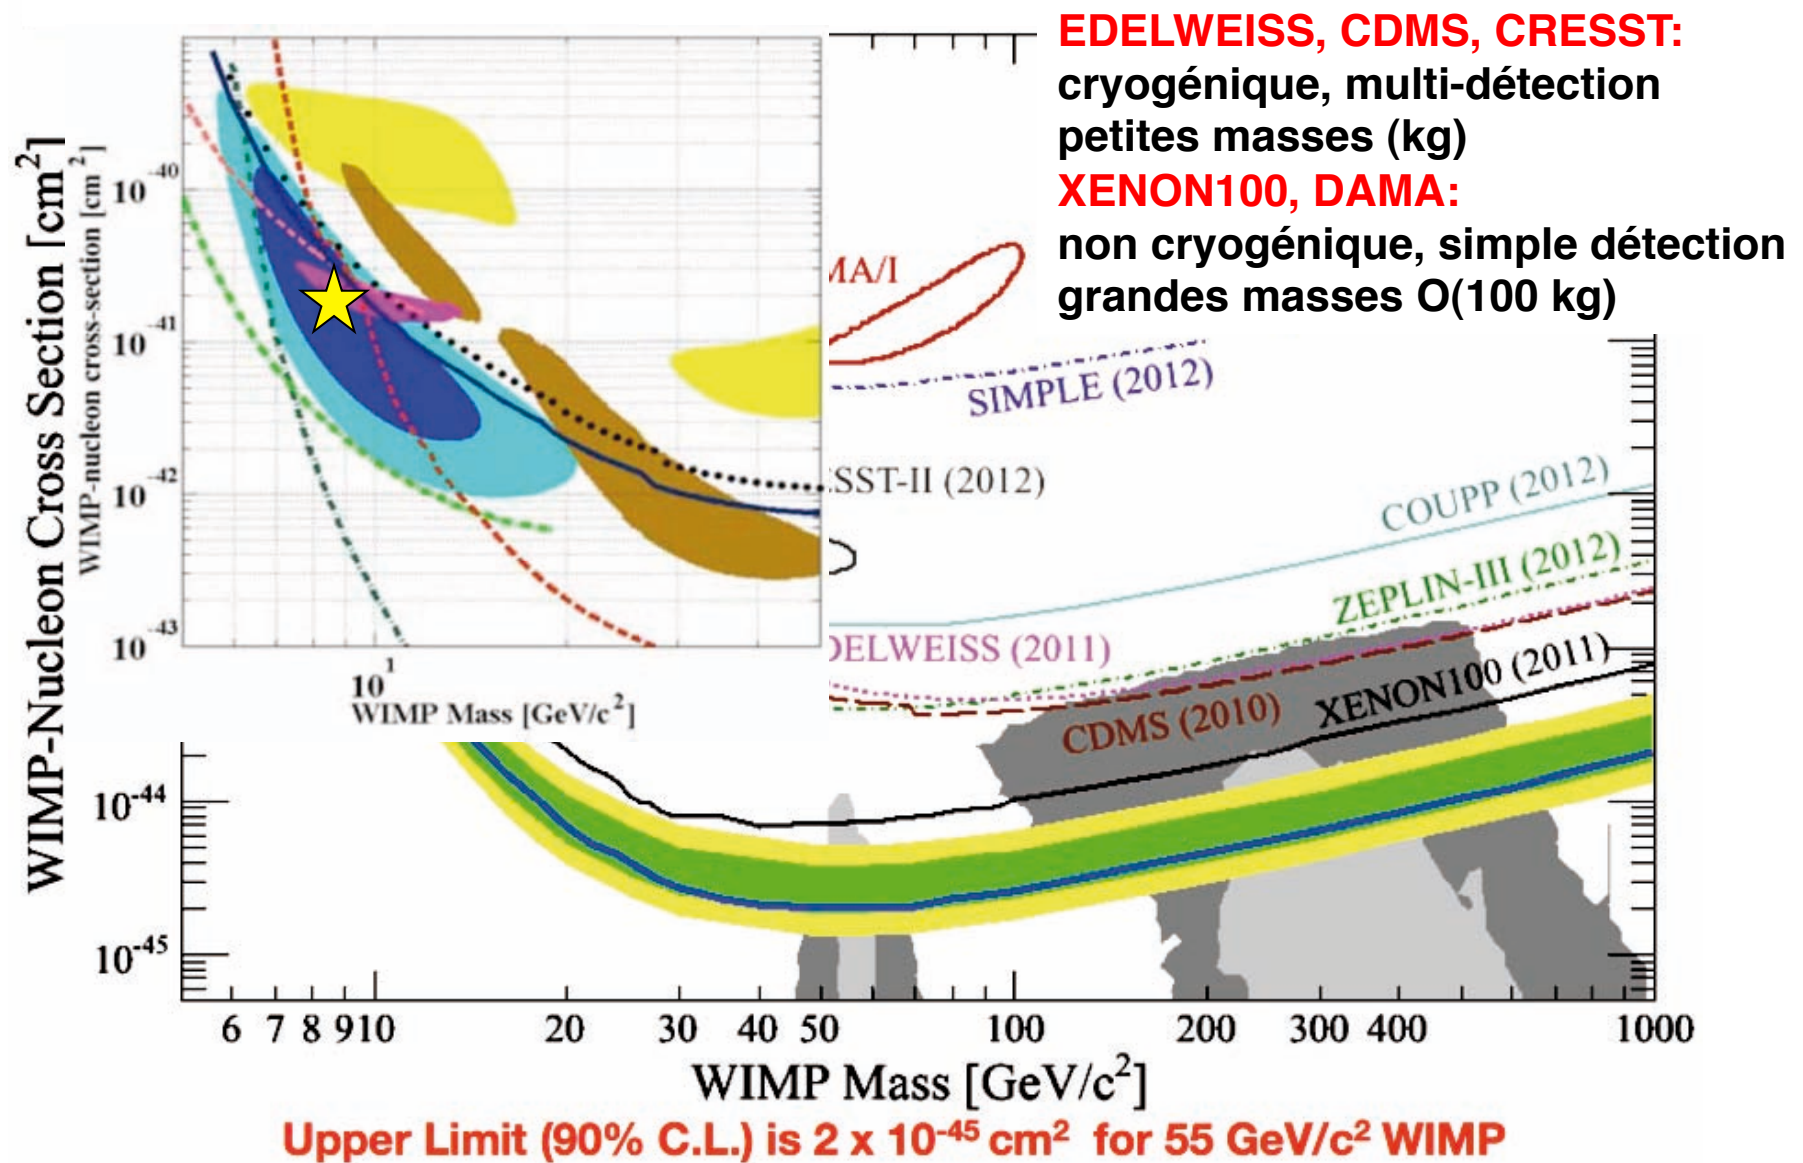 EDELWEISS, CDMS, CRESST:
cryogénique, multi-détection
petites masses (kg)
XENON100, DAMA:
non cryogénique, simple détection
grandes masses O(100 kg)
WIMP-Nucleon Cross Section [cm²]
WIMP-nucleon cross-section [cm²]
10⁻⁴⁰
10⁻⁴¹
10⁻⁴²
10⁻⁴³
10¹
WIMP Mass [GeV/c²]
MA/I
SIMPLE (2012)
SST-II (2012)
COUPP (2012)
ZEPLIN-III (2012)
DELWEISS (2011)
CDMS (2010)
XENON100 (2011)
10⁻⁴⁴
10⁻⁴⁵
6 7 8 9 10 20 30 40 50 100 200 300 400 1000
WIMP Mass [GeV/c²]
Upper Limit (90% C.L.) is 2 x 10⁻⁴⁵ cm² for 55 GeV/c² WIMP